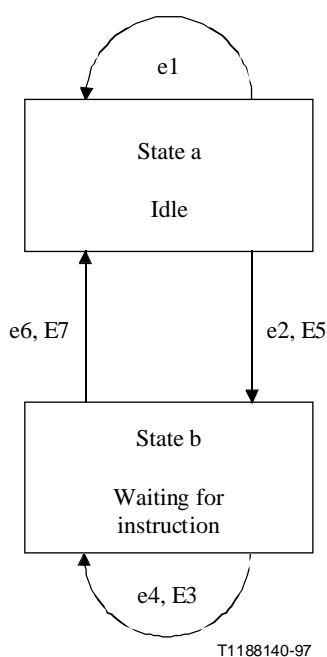 e1
State a
Idle
e6, E7
e2, E5
State b
Waiting for
instruction
e4, E3
T1188140-97